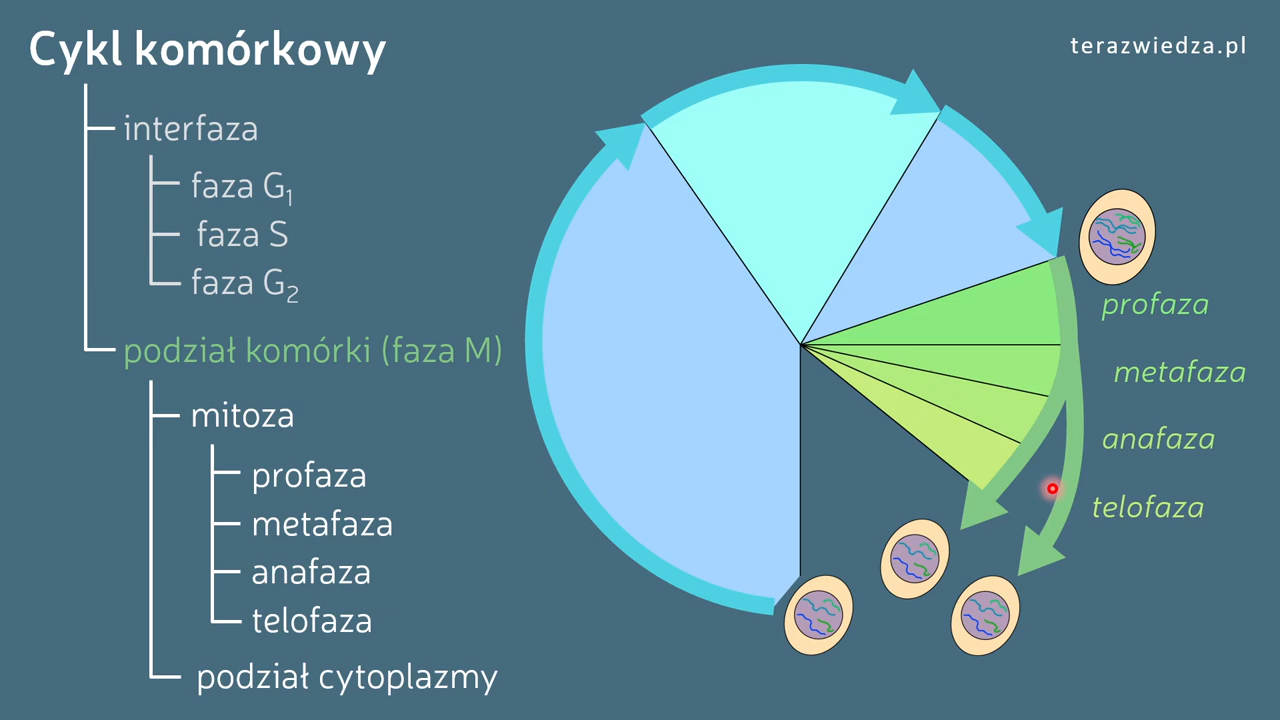 Cykl komórkowy
terazwiedza.pl
interfaza
faza G₁
faza S
faza G₂
podział komórki (faza M)
mitoza
profaza
metafaza
anafaza
telofaza
podział cytoplazmy
profaza
metafaza
anafaza
telofaza